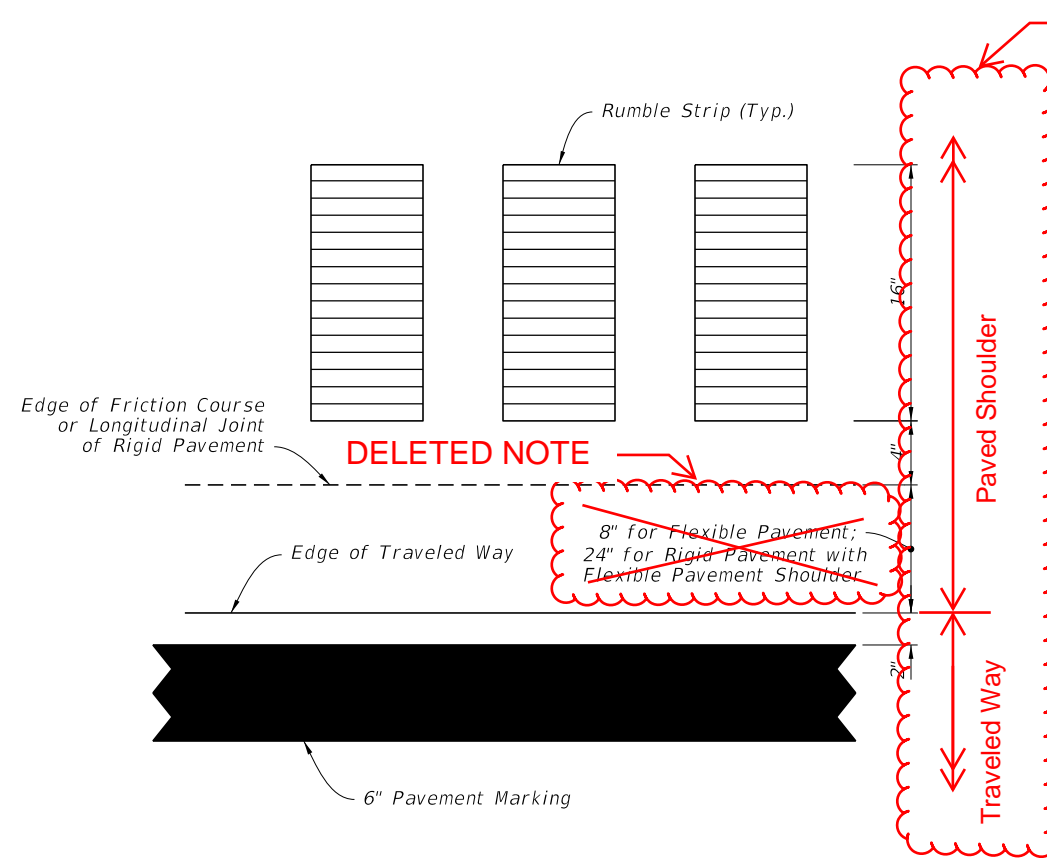 Rumble Strip (Typ.)
16"
Edge of Friction Course
or Longitudinal Joint
of Rigid Pavement
DELETED NOTE
4"
Paved Shoulder
8" for Flexible Pavement;
24" for Rigid Pavement with
Flexible Pavement Shoulder
Edge of Traveled Way
2"
Traveled Way
6" Pavement Marking